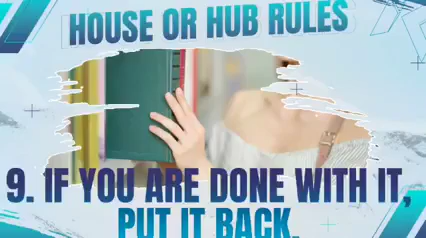 HOUSE OR HUB RULES
9. IF YOU ARE DONE WITH IT,
PUT IT BACK.